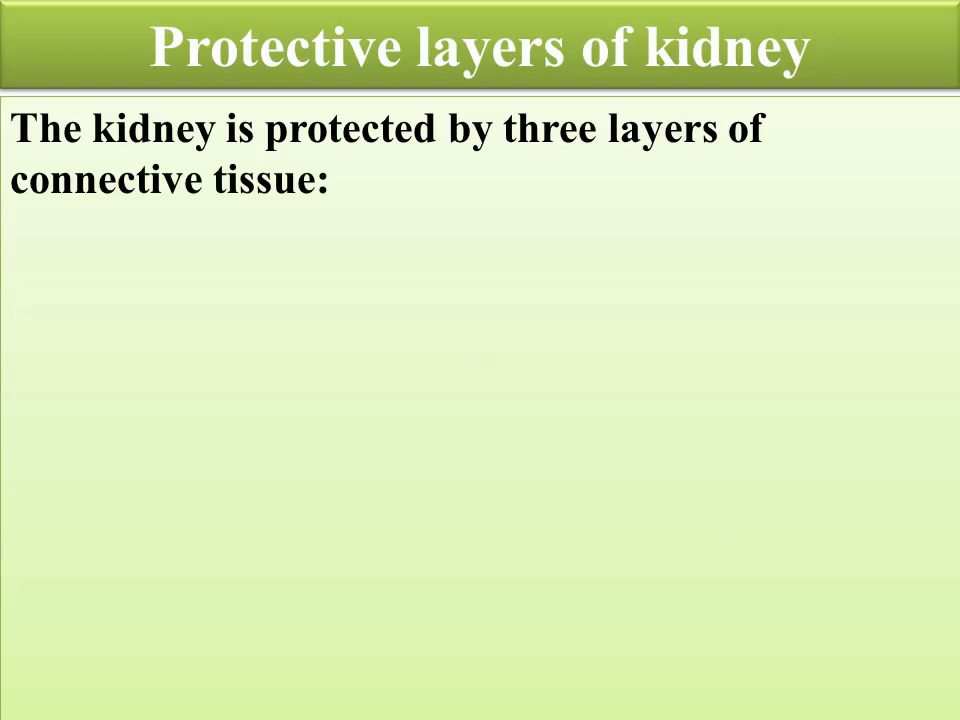 Protective layers of kidney
The kidney is protected by three layers of
connective tissue: